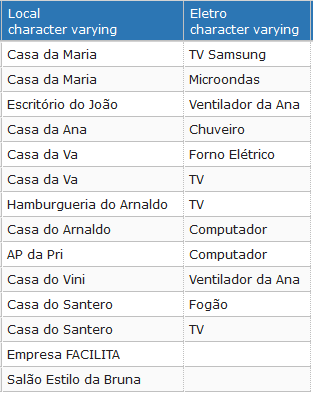 Local Eletro
character varying character varying
Casa da Maria TV Samsung
Casa da Maria Microondas
Escritório do João Ventilador da Ana
Casa da Ana Chuveiro
Casa da Va Forno Elétrico
Casa da Va TV
Hamburgueria do Arnaldo TV
Casa do Arnaldo Computador
AP da Pri Computador
Casa do Vini Ventilador da Ana
Casa do Santero Fogão
Casa do Santero TV
Empresa FACILITA
Salão Estilo da Bruna